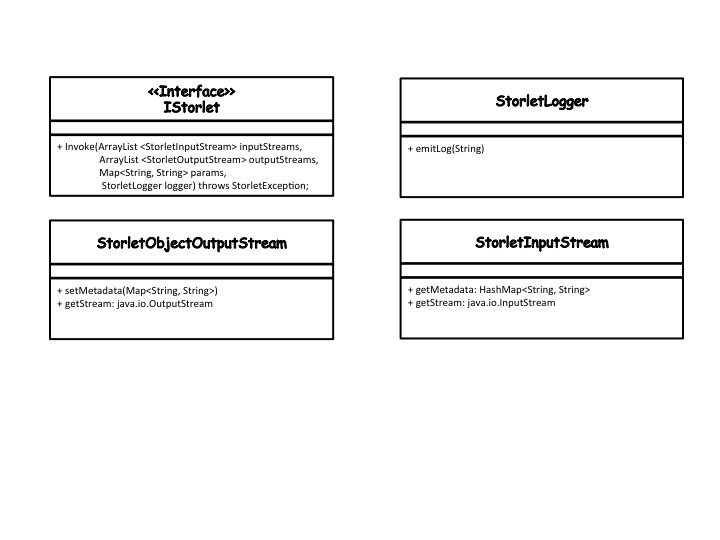 <<Interface>>
IStorlet
+ Invoke(ArrayList <StorletInputStream> inputStreams,
ArrayList <StorletOutputStream> outputStreams,
Map<String, String> params,
StorletLogger logger) throws StorletException;
StorletLogger
+ emitLog(String)
StorletObjectOutputStream
+ setMetadata(Map<String, String>)
+ getStream: java.io.OutputStream
StorletInputStream
+ getMetadata: HashMap<String, String>
+ getStream: java.io.InputStream